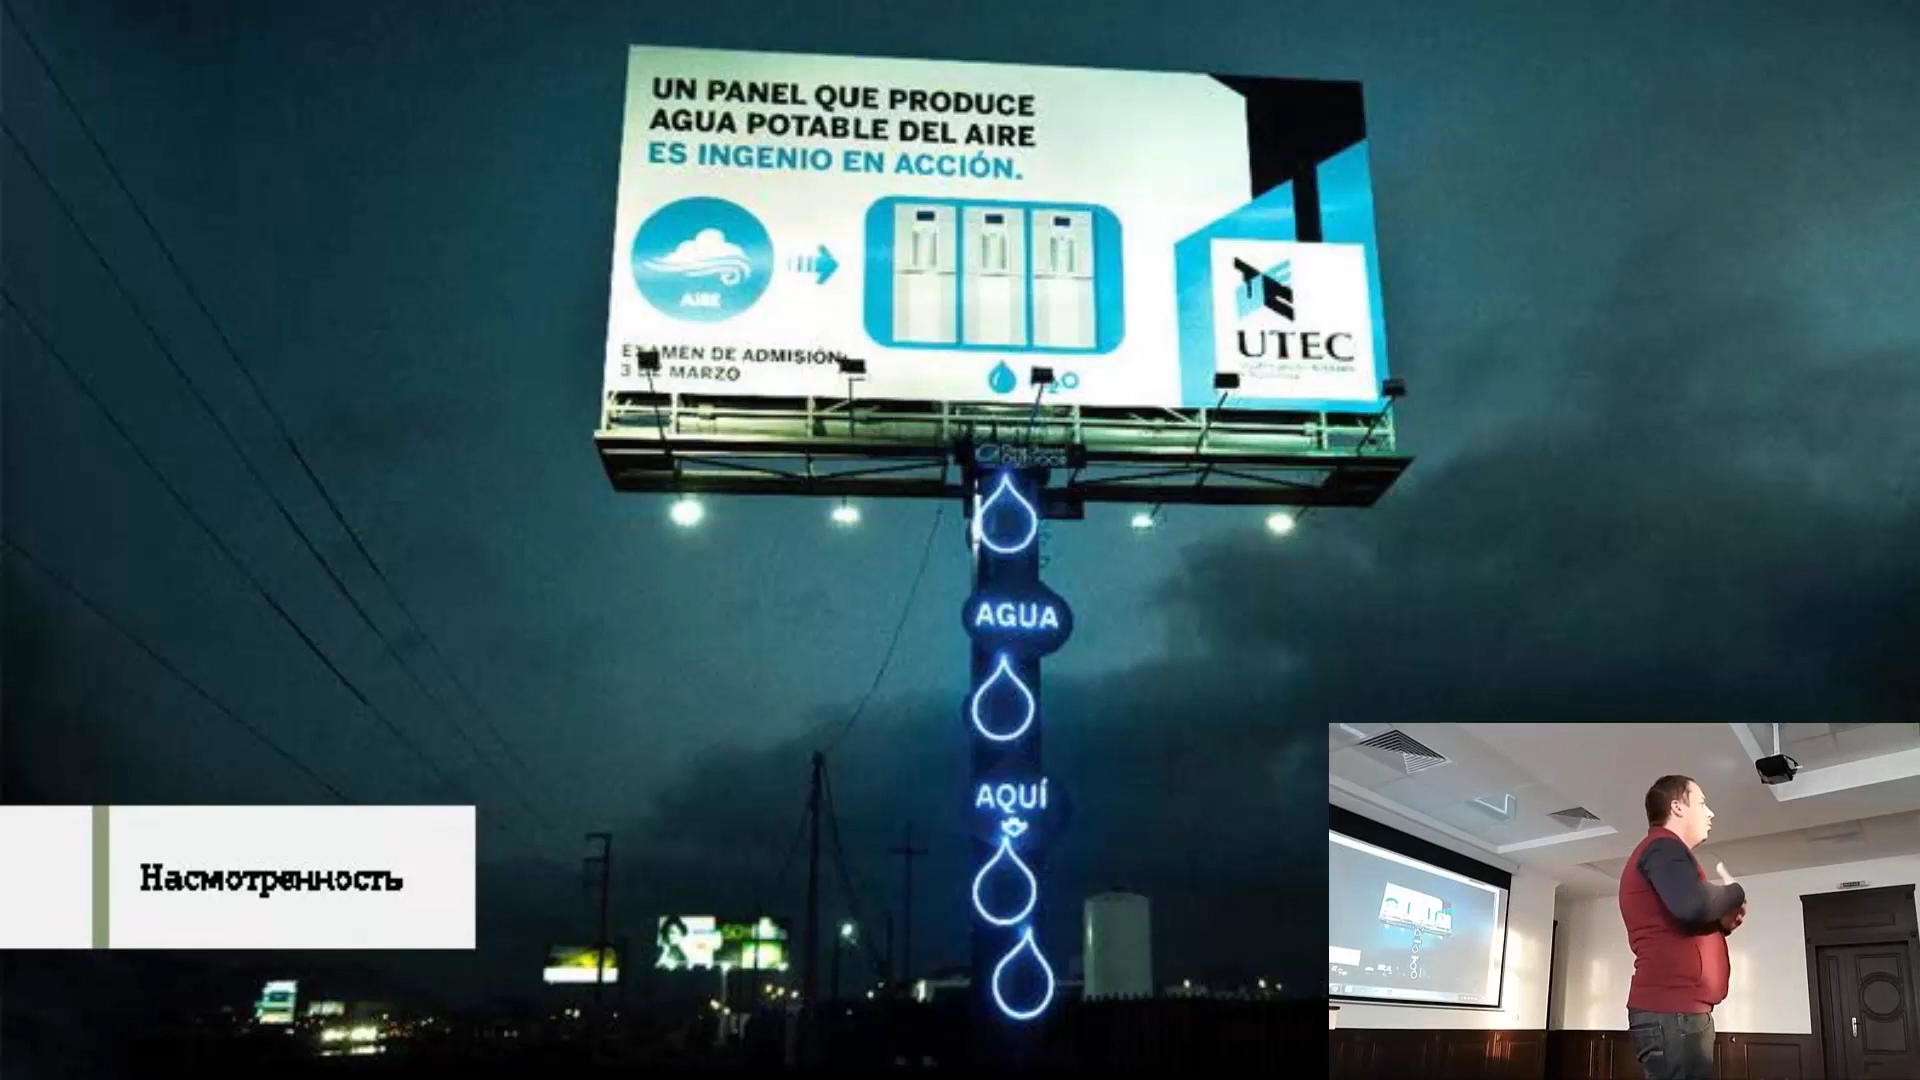 UN PANEL QUE PRODUCE
AGUA POTABLE DEL AIRE
ES INGENIO EN ACCIÓN.
AIRE
EXAMEN DE ADMISIÓN
3 DE MARZO
H₂O
UTEC
AGUA
AQUÍ
Насмотренность